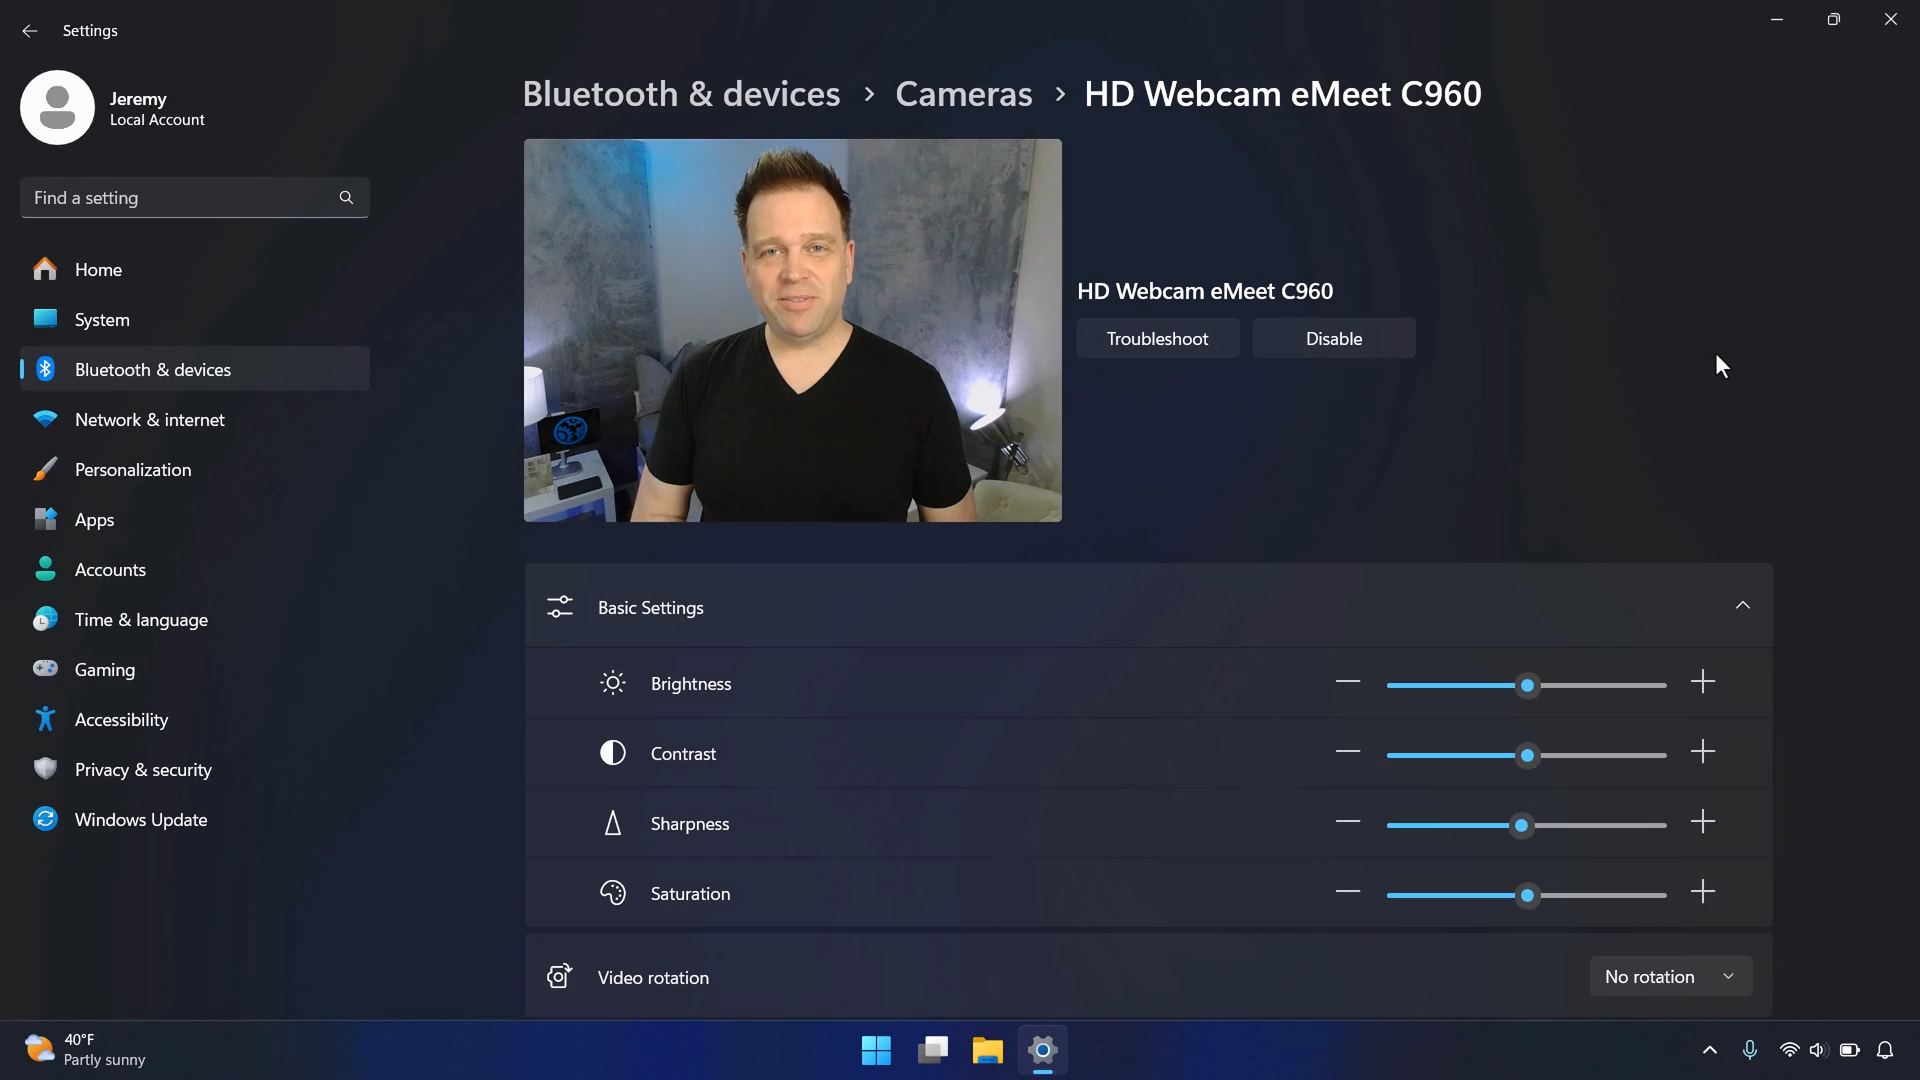 Settings
Jeremy
Local Account
Find a setting
Home
System
Bluetooth & devices
Network & internet
Personalization
Apps
Accounts
Time & language
Gaming
Accessibility
Privacy & security
Windows Update
Bluetooth & devices > Cameras > HD Webcam eMeet C960
HD Webcam eMeet C960
Troubleshoot
Disable
Basic Settings
Brightness
Contrast
Sharpness
Saturation
Video rotation
No rotation
40°F
Partly sunny